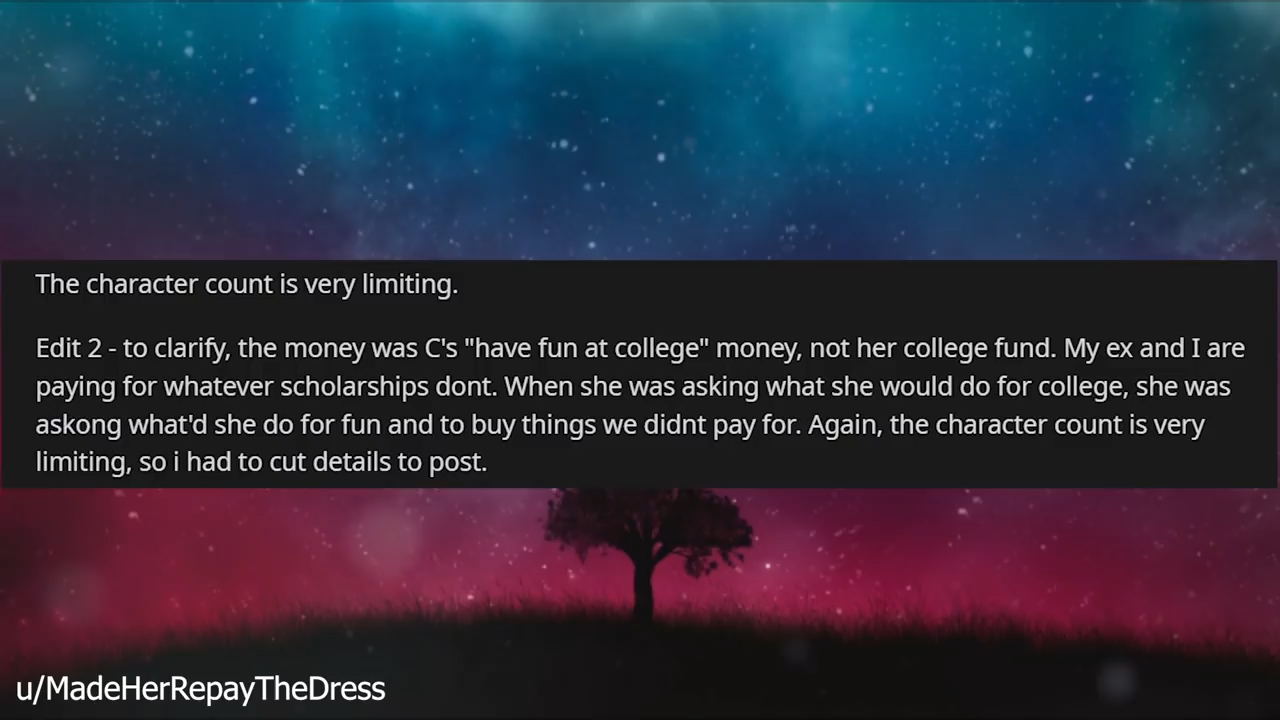 The character count is very limiting.
Edit 2 - to clarify, the money was C's "have fun at college" money, not her college fund. My ex and I are
paying for whatever scholarships dont. When she was asking what she would do for college, she was
askong what'd she do for fun and to buy things we didnt pay for. Again, the character count is very
limiting, so i had to cut details to post.
u/MadeHerRepayTheDress